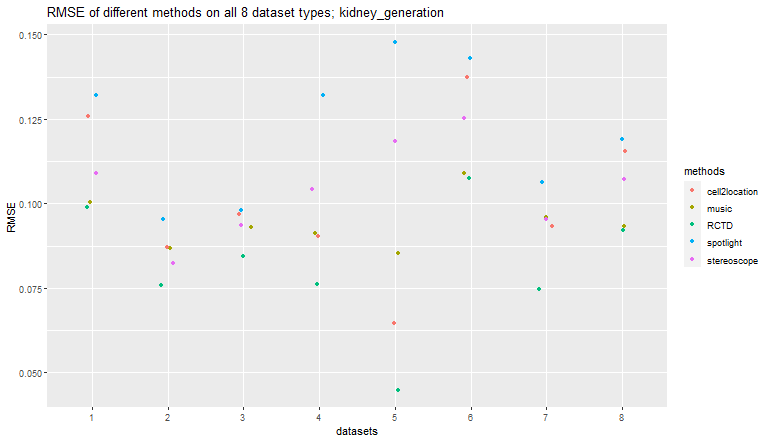 RMSE of different methods on all 8 dataset types; kidney_generation
0.150
0.125
0.100
0.075
0.050
RMSE
1 2 3 4 5 6 7 8
datasets
methods
cell2location
music
RCTD
spotlight
stereoscope